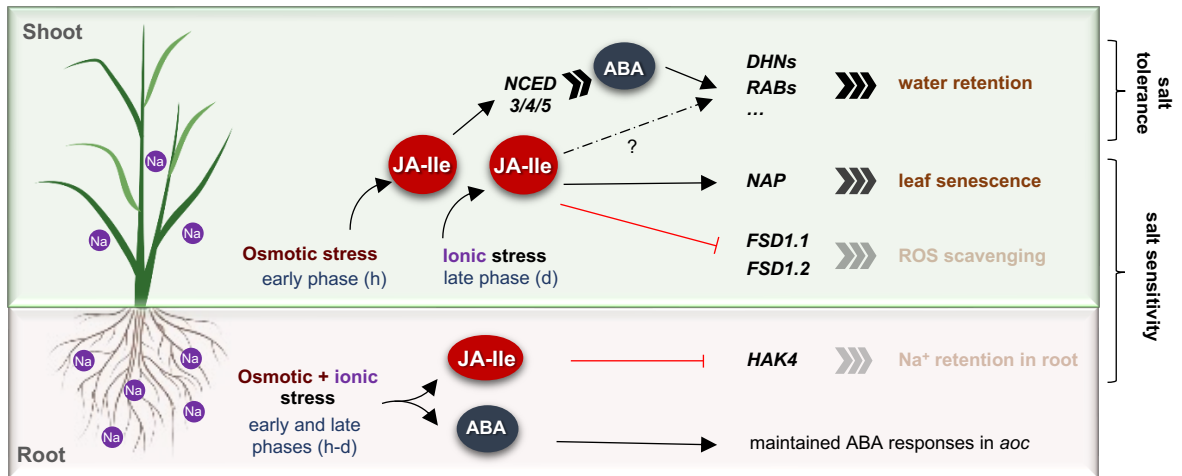 Shoot
NCED
3/4/5
ABA
DHNs
RABs
...
water retention
salt
tolerance
?
JA-Ile
JA-Ile
NAP
leaf senescence
Na
Na
Na
Osmotic stress
early phase (h)
Ionic stress
late phase (d)
FSD1.1
FSD1.2
ROS scavenging
salt sensitivity
Na
Na
Na
Na
Na
Osmotic + ionic
stress
early and late
phases (h-d)
JA-Ile
HAK4
Na⁺ retention in root
ABA
maintained ABA responses in aoc
Root